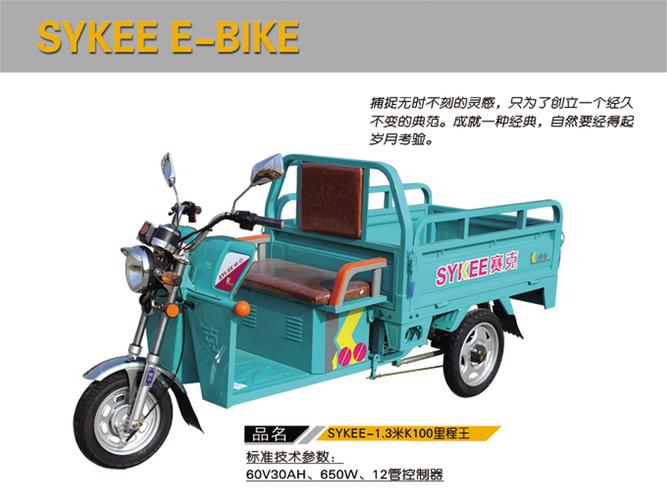 SYKEE E-BIKE
捕捉无时不刻的灵感，只为了创立一个经久
不变的典范。成就一种经典，自然要经得起
岁月考验。
SYKEE赛克 K100
SYKEE
K100
品名 SYKEE-1.3米K100里程王
标准技术参数：
60V30AH、650W、12管控制器